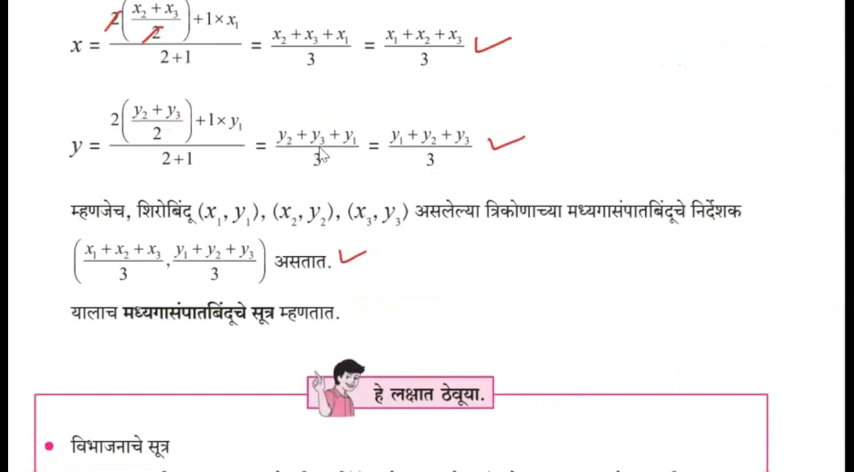 x = (2((x₂ + x₃)/2) + 1 × x₁)/(2 + 1) = (x₂ + x₃ + x₁)/3 = (x₁ + x₂ + x₃)/3
y = (2((y₂ + y₃)/2) + 1 × y₁)/(2 + 1) = (y₂ + y₃ + y₁)/3 = (y₁ + y₂ + y₃)/3
म्हणजेच, शिरोबिंदू (x₁, y₁), (x₂, y₂), (x₃, y₃) असलेल्या त्रिकोणाच्या मध्यगासंपातबिंदूचे निर्देशक
((x₁ + x₂ + x₃)/3, (y₁ + y₂ + y₃)/3) असतात.
यालाच मध्यगासंपातबिंदूचे सूत्र म्हणतात.
हे लक्षात ठेवूया.
• विभाजनाचे सूत्र